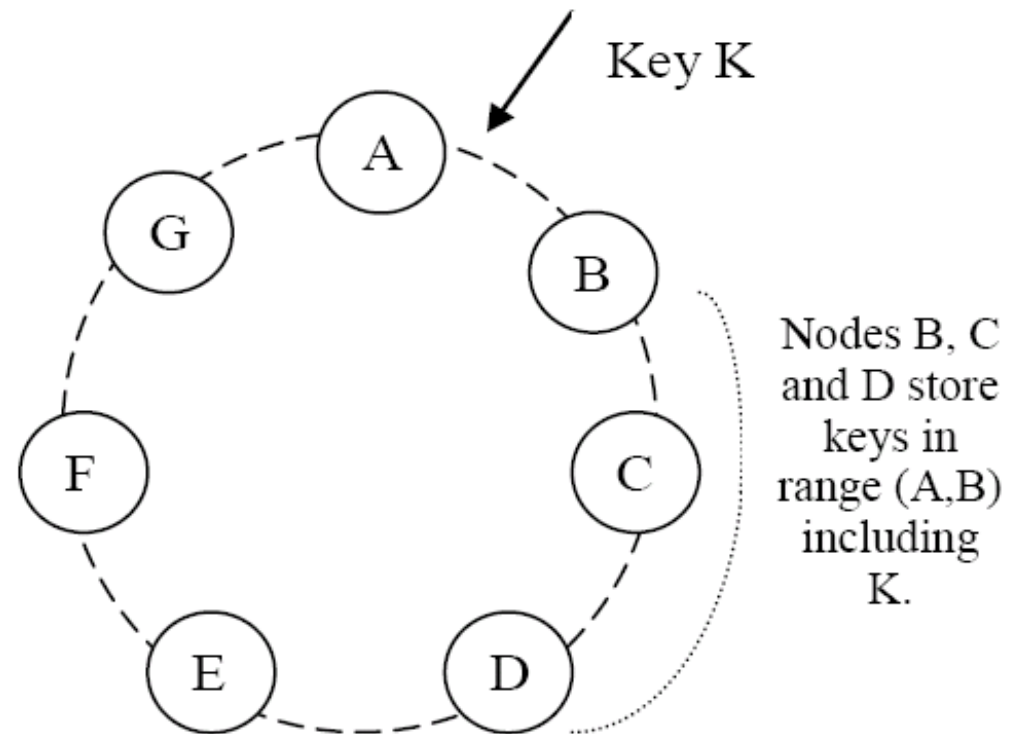 Key K
A
G
B
Nodes B, C
and D store
keys in
range (A,B)
including
K.
F
C
E
D